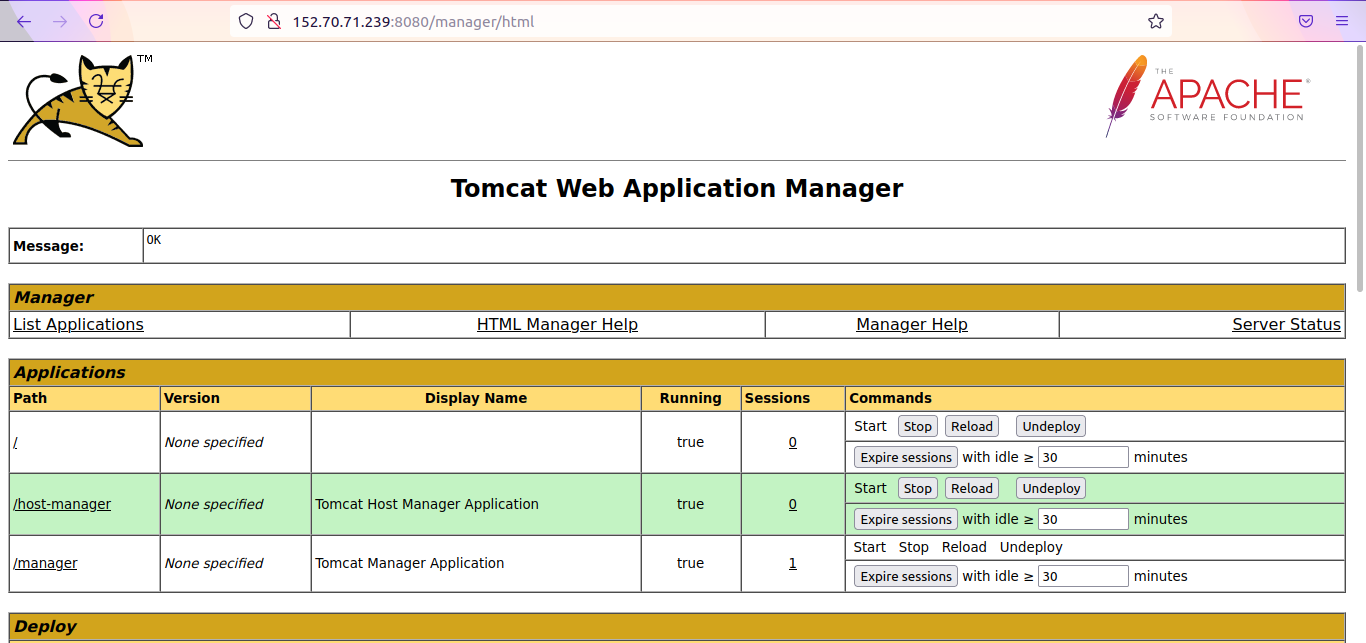 152.70.71.239:8080/manager/html
TM
THE
APACHE®
SOFTWARE FOUNDATION
Tomcat Web Application Manager
Message: OK
Manager
List Applications HTML Manager Help Manager Help Server Status
Applications
Path Version Display Name Running Sessions Commands
Start Stop Reload Undeploy
/ None specified true 0
Expire sessions with idle ≥ 30 minutes
Start Stop Reload Undeploy
/host-manager None specified Tomcat Host Manager Application true 0
Expire sessions with idle ≥ 30 minutes
Start Stop Reload Undeploy
/manager None specified Tomcat Manager Application true 1
Expire sessions with idle ≥ 30 minutes
Deploy